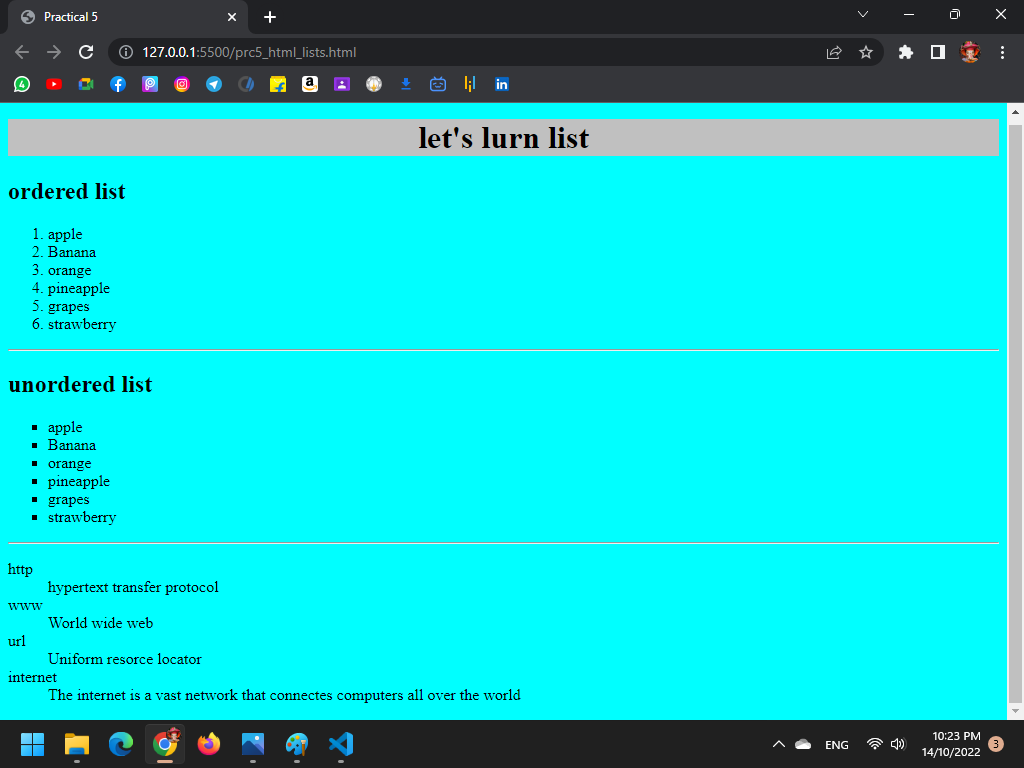 Practical 5
127.0.0.1:5500/prc5_html_lists.html
let's lurn list
ordered list
1. apple
2. Banana
3. orange
4. pineapple
5. grapes
6. strawberry
unordered list
apple
Banana
orange
pineapple
grapes
strawberry
http
hypertext transfer protocol
www
World wide web
url
Uniform resorce locator
internet
The internet is a vast network that connectes computers all over the world
ENG
10:23 PM
14/10/2022
3